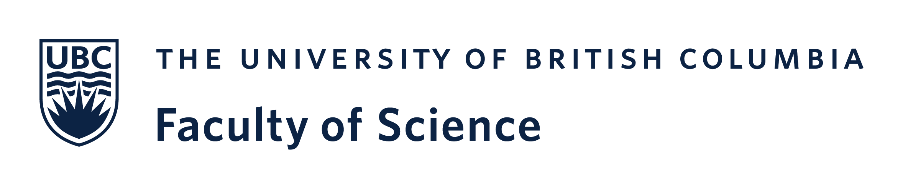 UBC
THE UNIVERSITY OF BRITISH COLUMBIA
Faculty of Science